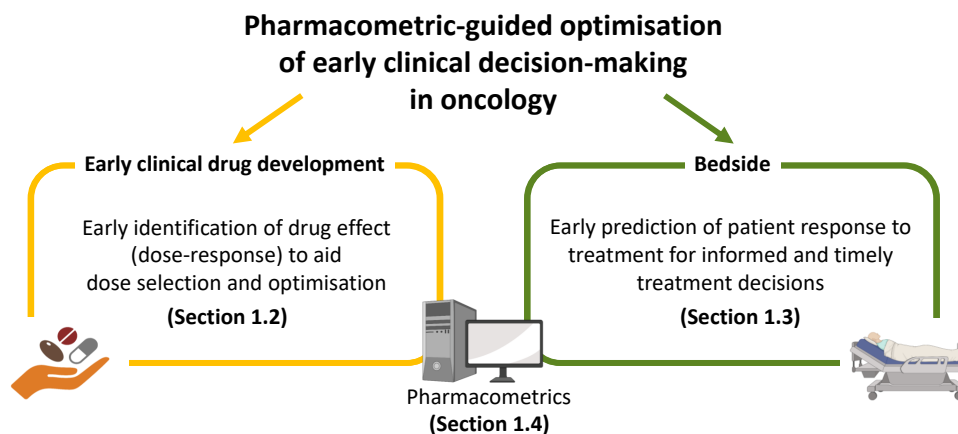 Pharmacometric-guided optimisation
of early clinical decision-making
in oncology
Early clinical drug development
Early identification of drug effect
(dose-response) to aid
dose selection and optimisation
(Section 1.2)
Bedside
Early prediction of patient response to
treatment for informed and timely
treatment decisions
(Section 1.3)
Pharmacometrics
(Section 1.4)